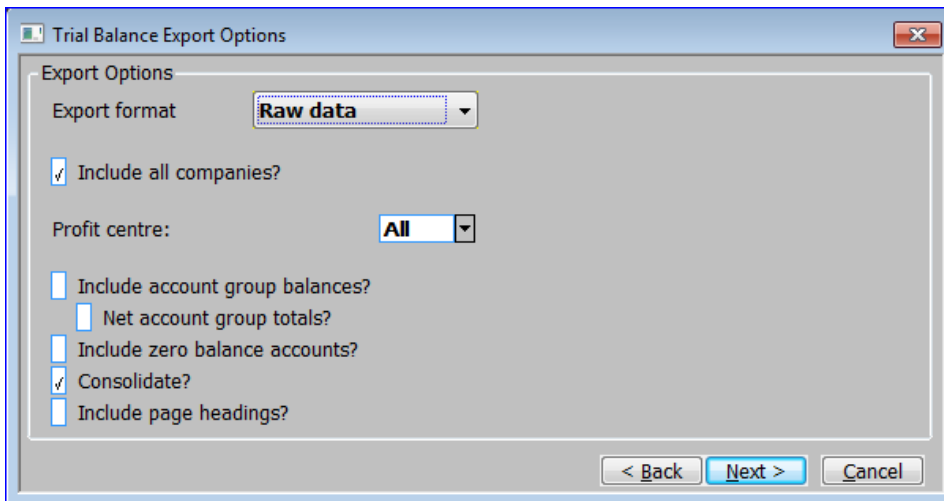 Trial Balance Export Options
Export Options
Export format Raw data
Include all companies?
Profit centre: All
Include account group balances?
Net account group totals?
Include zero balance accounts?
Consolidate?
Include page headings?
< Back Next > Cancel